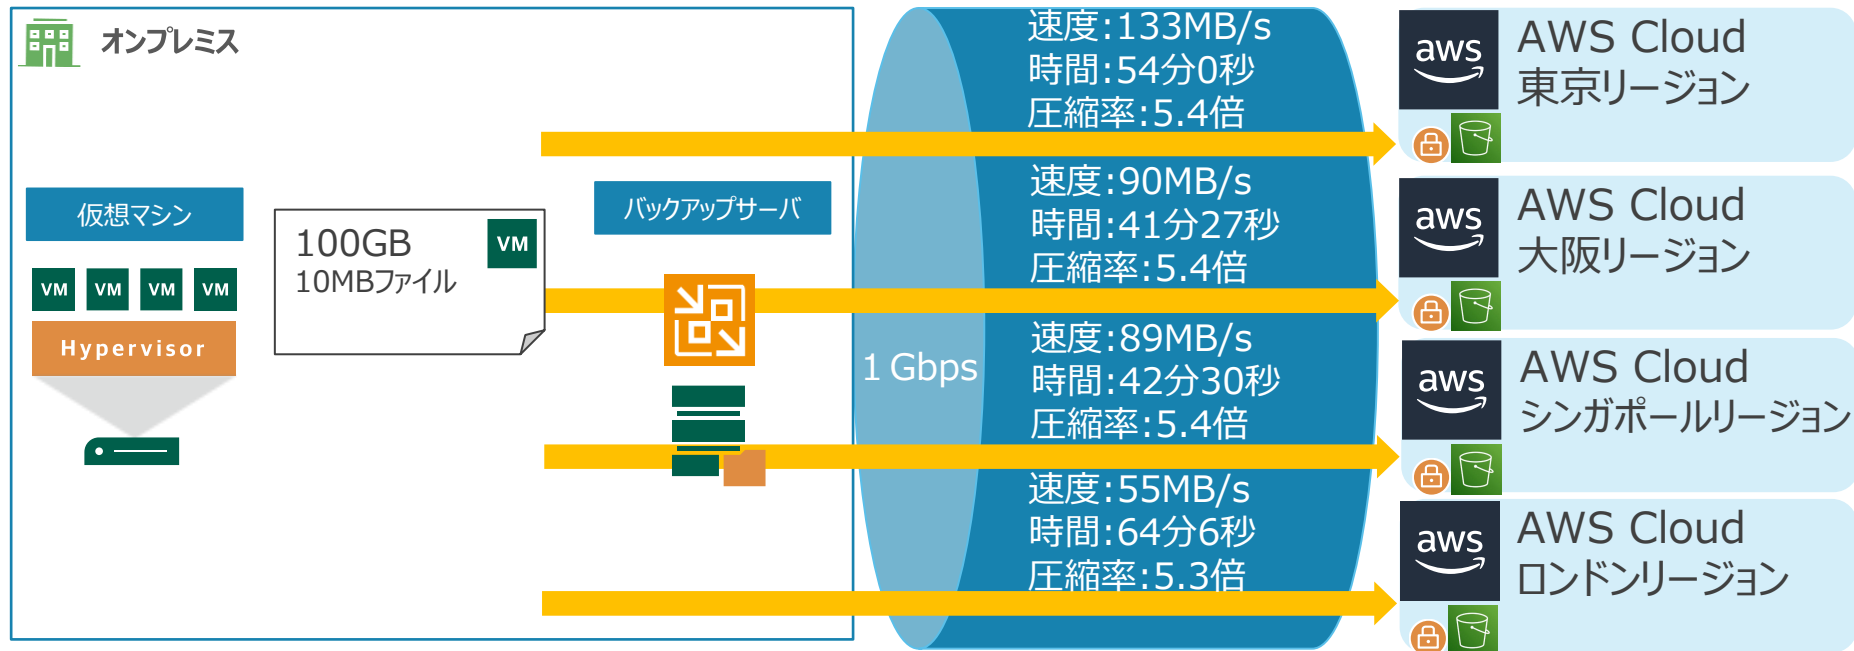 オンプレミス
仮想マシン
VM VM VM VM
Hypervisor
100GB
10MBファイル
VM
バックアップサーバ
1 Gbps
速度:133MB/s
時間:54分0秒
圧縮率:5.4倍
速度:90MB/s
時間:41分27秒
圧縮率:5.4倍
速度:89MB/s
時間:42分30秒
圧縮率:5.4倍
速度:55MB/s
時間:64分6秒
圧縮率:5.3倍
aws
AWS Cloud
東京リージョン
aws
AWS Cloud
大阪リージョン
aws
AWS Cloud
シンガポールリージョン
aws
AWS Cloud
ロンドンリージョン